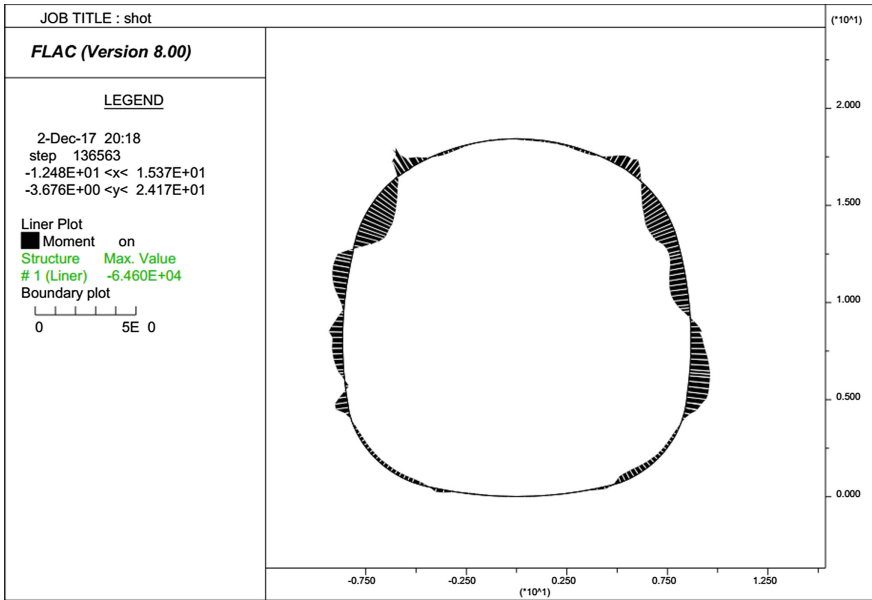 JOB TITLE : shot
(*10^1)
FLAC (Version 8.00)
LEGEND
2-Dec-17 20:18
step 136563
-1.248E+01 <x< 1.537E+01
-3.676E+00 <y< 2.417E+01
Liner Plot
Moment on
Structure Max. Value
# 1 (Liner) -6.460E+04
Boundary plot
0 5E 0
2.000
1.500
1.000
0.500
0.000
-0.750 -0.250 0.250 0.750 1.250
(*10^1)